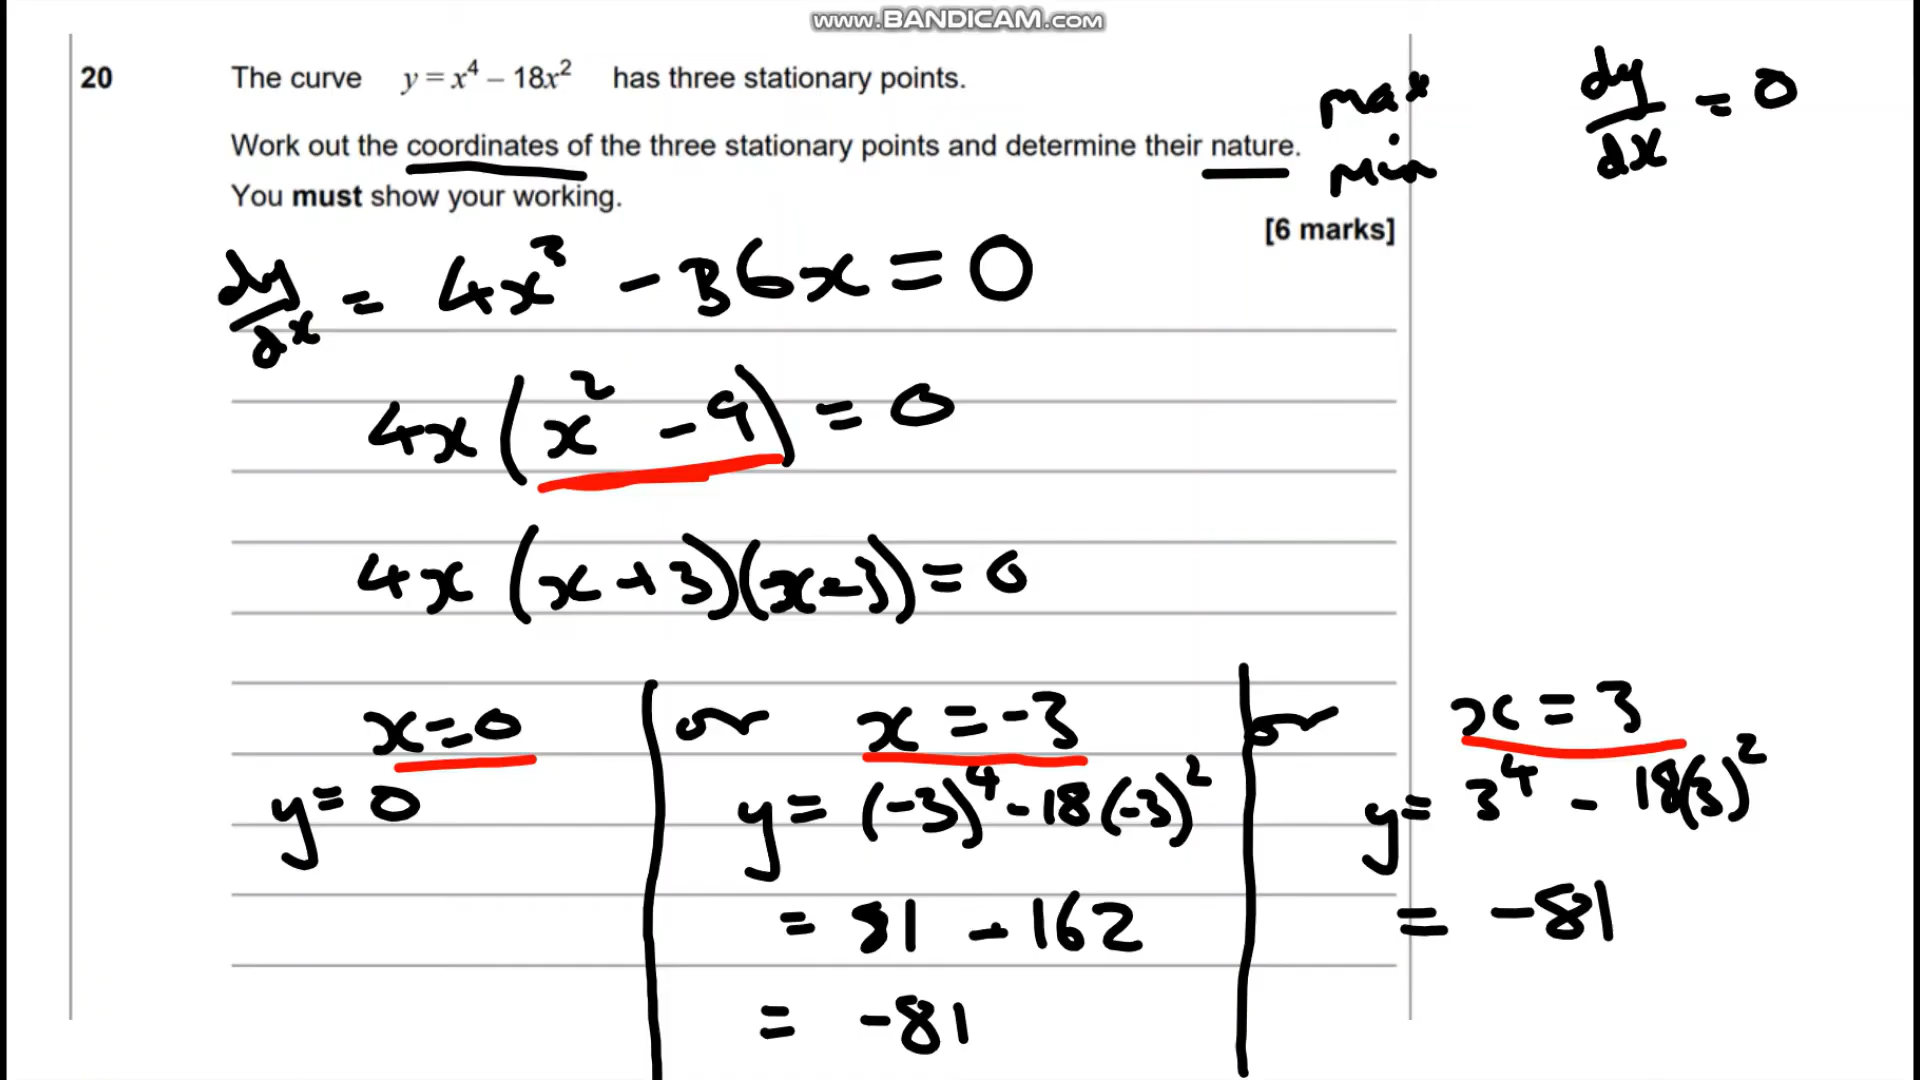 www.BANDICAM.com
20 The curve y = x⁴ – 18x² has three stationary points.
Work out the coordinates of the three stationary points and determine their nature.
You must show your working.
[6 marks]
max
min
dy/dx = 0
dy/dx = 4x³ - 36x = 0
4x(x² - 9) = 0
4x(x+3)(x-3) = 0
x=0 or x = -3 or x = 3
y = 0 y = (-3)⁴ - 18(-3)² y = 3⁴ - 18(3)²
= 81 - 162 = -81
= -81